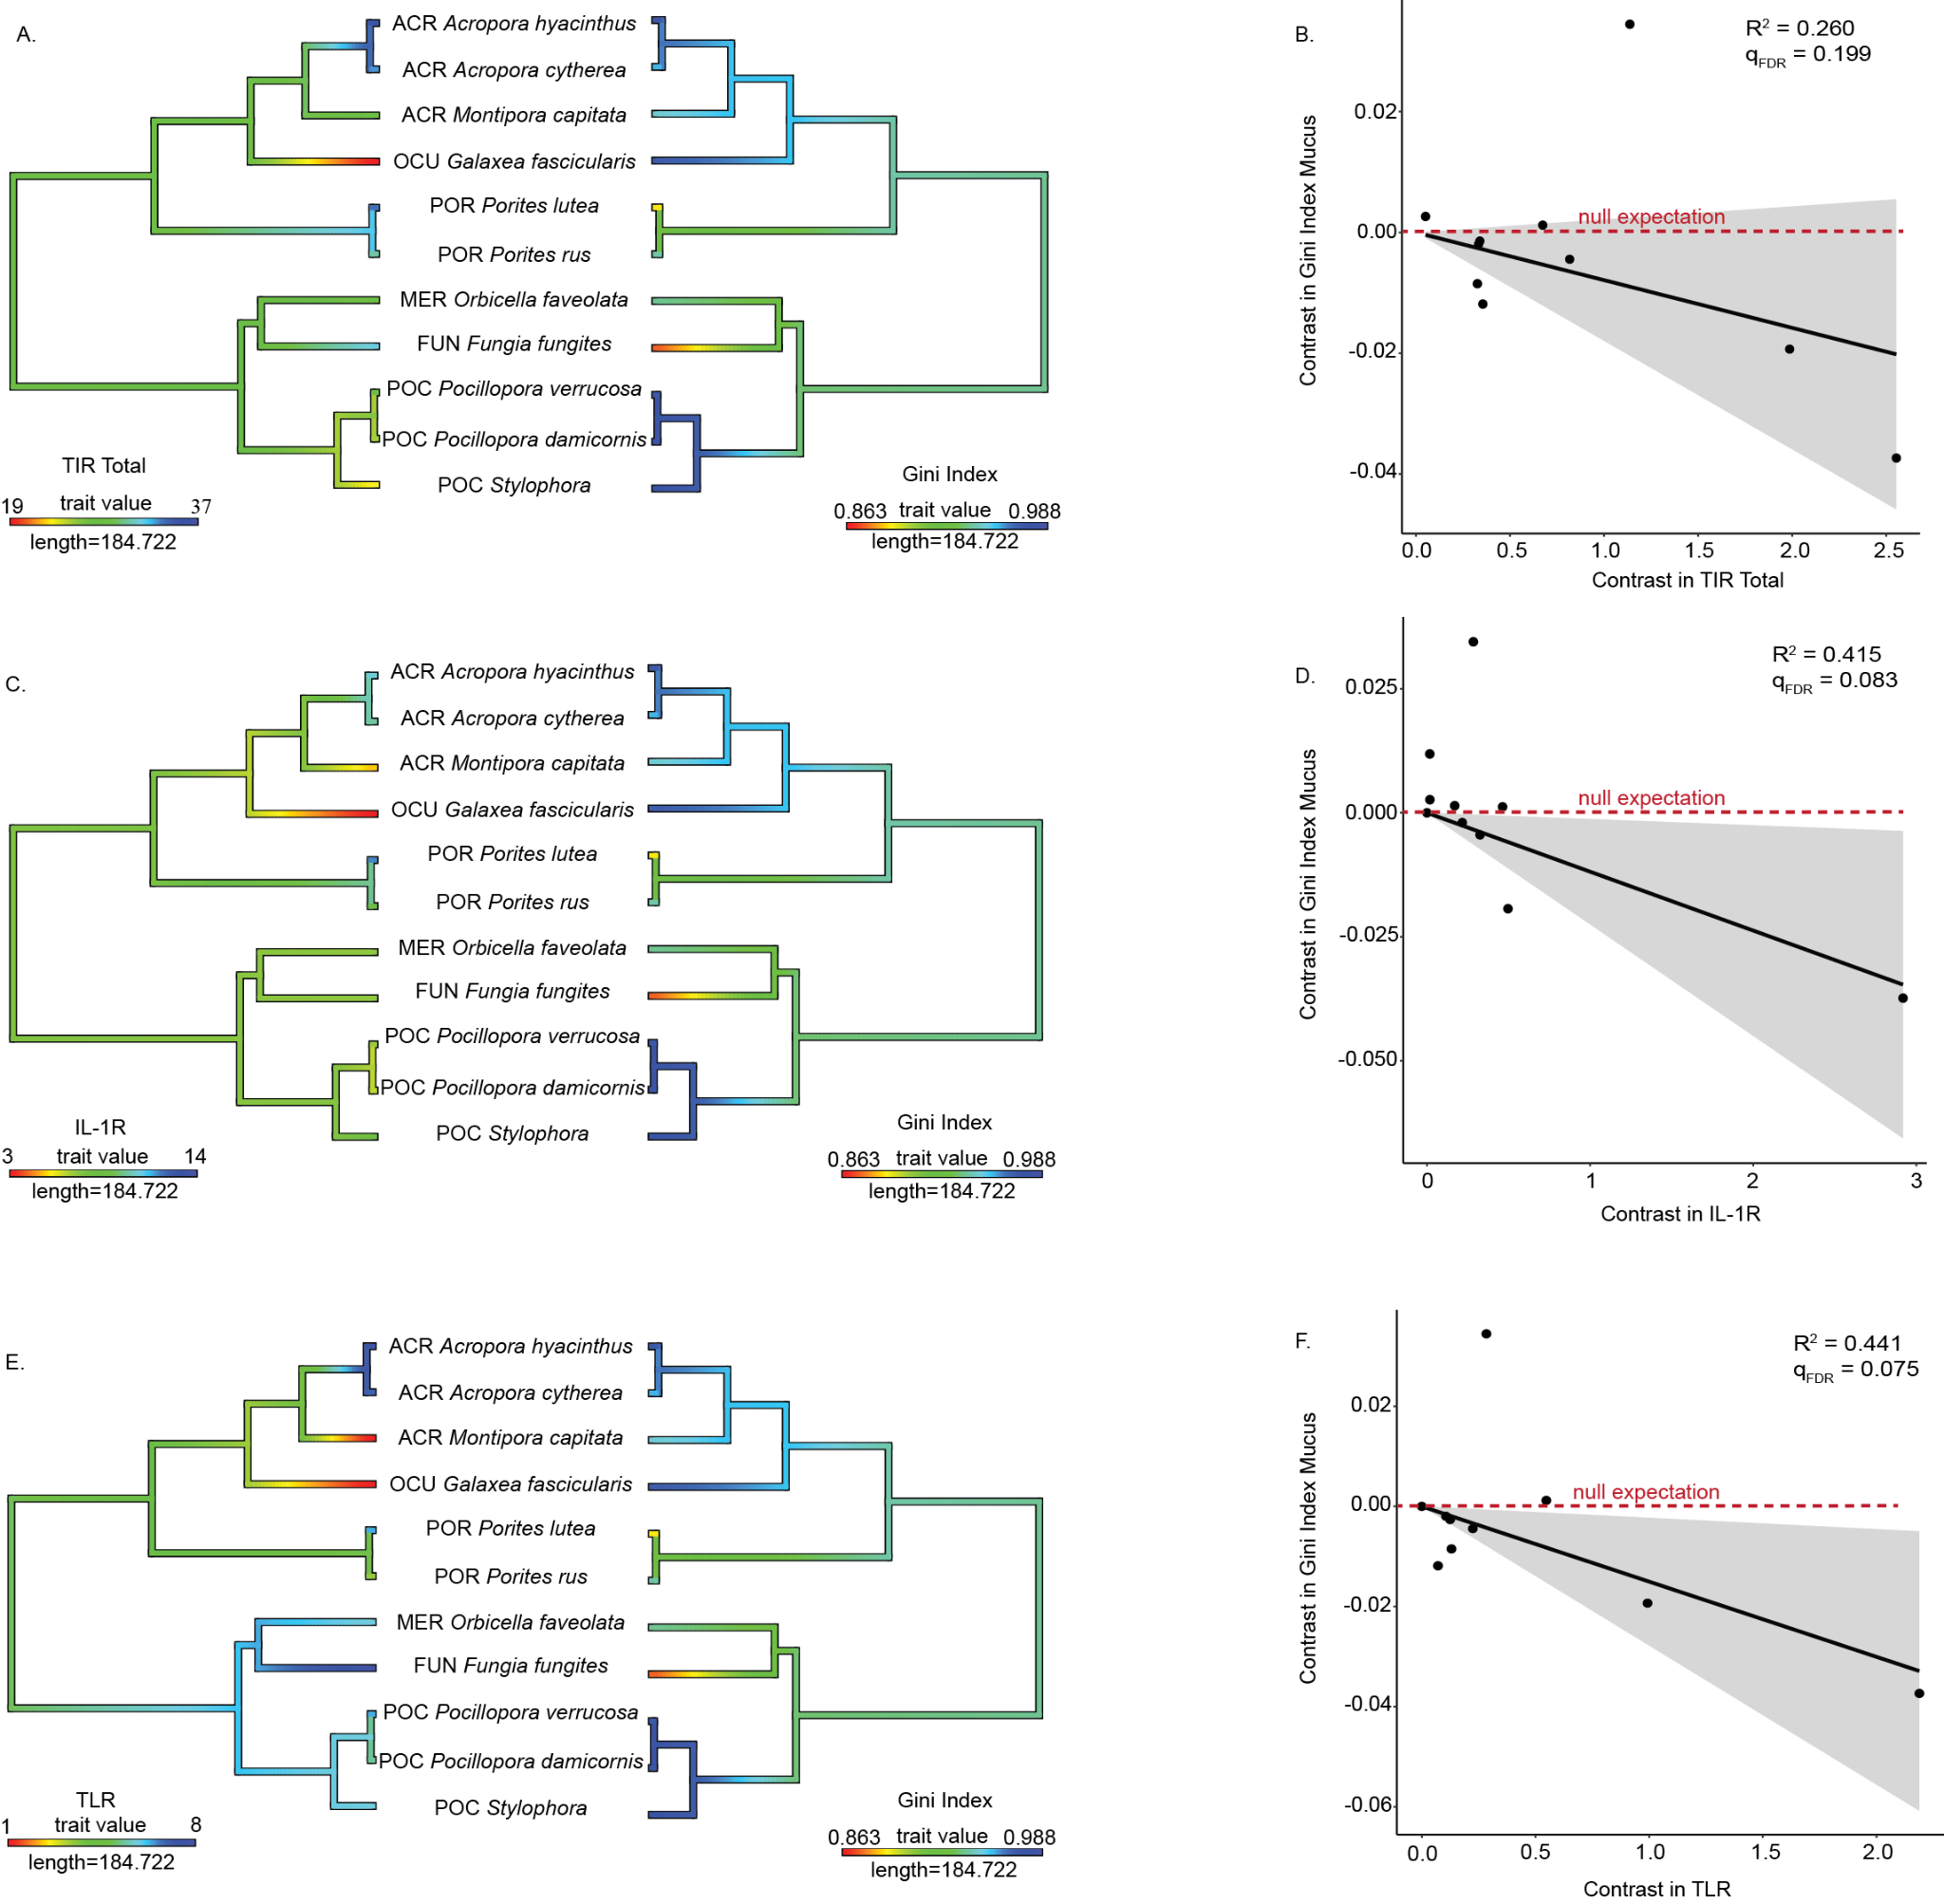 A.
ACR Acropora hyacinthus
ACR Acropora cytherea
ACR Montipora capitata
OCU Galaxea fascicularis
POR Porites lutea
POR Porites rus
MER Orbicella faveolata
FUN Fungia fungites
POC Pocillopora verrucosa
POC Pocillopora damicornis
POC Stylophora
TIR Total
19 trait value 37
length=184.722
Gini Index
0.863 trait value 0.988
length=184.722
B.
R² = 0.260
qFDR = 0.199
Contrast in Gini Index Mucus
0.02
0.00
-0.02
-0.04
null expectation
0.0 0.5 1.0 1.5 2.0 2.5
Contrast in TIR Total
C.
ACR Acropora hyacinthus
ACR Acropora cytherea
ACR Montipora capitata
OCU Galaxea fascicularis
POR Porites lutea
POR Porites rus
MER Orbicella faveolata
FUN Fungia fungites
POC Pocillopora verrucosa
POC Pocillopora damicornis
POC Stylophora
IL-1R
3 trait value 14
length=184.722
Gini Index
0.863 trait value 0.988
length=184.722
D.
R² = 0.415
qFDR = 0.083
Contrast in Gini Index Mucus
0.025
0.000
-0.025
-0.050
null expectation
0 1 2 3
Contrast in IL-1R
E.
ACR Acropora hyacinthus
ACR Acropora cytherea
ACR Montipora capitata
OCU Galaxea fascicularis
POR Porites lutea
POR Porites rus
MER Orbicella faveolata
FUN Fungia fungites
POC Pocillopora verrucosa
POC Pocillopora damicornis
POC Stylophora
TLR
1 trait value 8
length=184.722
Gini Index
0.863 trait value 0.988
length=184.722
F.
R² = 0.441
qFDR = 0.075
Contrast in Gini Index Mucus
0.02
0.00
-0.02
-0.04
-0.06
null expectation
0.0 0.5 1.0 1.5 2.0
Contrast in TLR